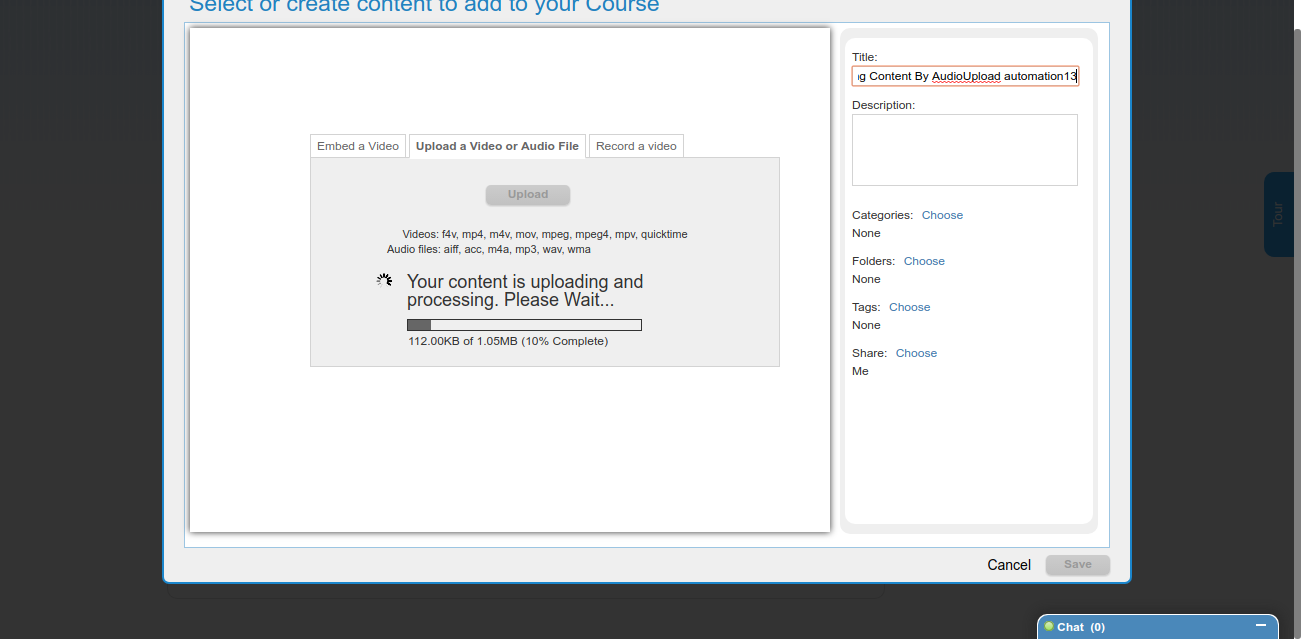 Select or create content to add to your Course
Embed a Video
Upload a Video or Audio File
Record a video
Upload
Videos: f4v, mp4, m4v, mov, mpeg, mpeg4, mpv, quicktime
Audio files: aiff, acc, m4a, mp3, wav, wma
Your content is uploading and
processing. Please Wait...
112.00KB of 1.05MB (10% Complete)
Title:
g Content By AudioUpload automation13
Description:
Categories: Choose
None
Folders: Choose
None
Tags: Choose
None
Share: Choose
Me
Cancel
Save
Tour
Chat (0)